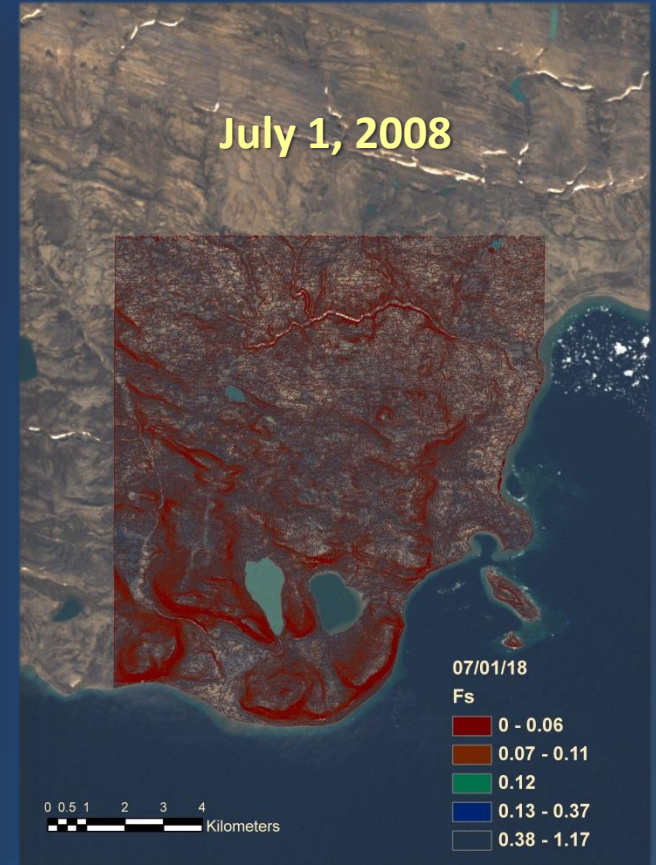 July 1, 2008
07/01/18
Fs
0 - 0.06
0.07 - 0.11
0.12
0.13 - 0.37
0.38 - 1.17
0 0.5 1 2 3 4
Kilometers